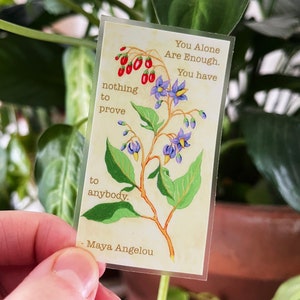 You Alone
Are Enough.
You have
nothing to
prove
to
anybody.
- Maya Angelou